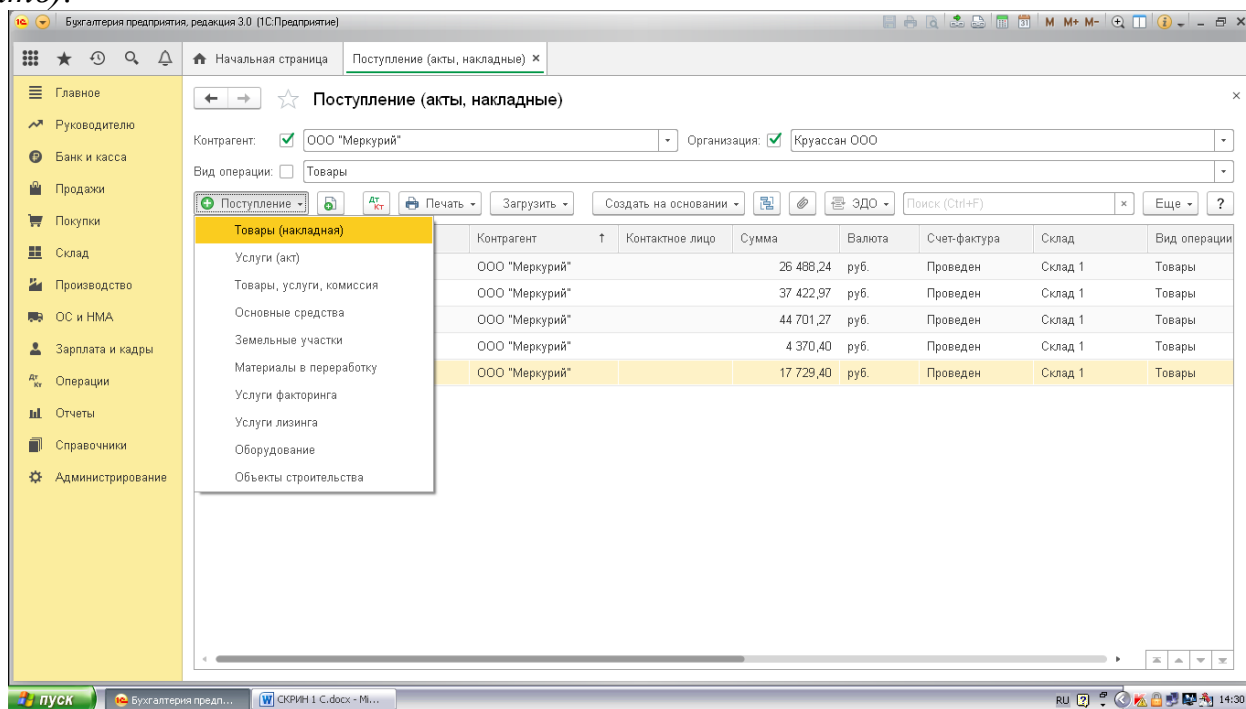 то).
Бухгалтерия предприятия, редакция 3.0 (1С:Предприятие)
M M+ M-
Начальная страница
Поступление (акты, накладные) ×
Главное
Руководителю
Банк и касса
Продажи
Покупки
Склад
Производство
ОС и НМА
Зарплата и кадры
Операции
Отчеты
Справочники
Администрирование
Поступление (акты, накладные)
Контрагент: ООО "Меркурий" Организация: Круассан ООО
Вид операции: Товары
Поступление Дт Кт Печать Загрузить Создать на основании ЭДО Поиск (Ctrl+F) × Еще ?
Товары (накладная)
Услуги (акт)
Товары, услуги, комиссия
Основные средства
Земельные участки
Материалы в переработку
Услуги факторинга
Услуги лизинга
Оборудование
Объекты строительства
Контрагент ↑ Контактное лицо Сумма Валюта Счет-фактура Склад Вид операции
ООО "Меркурий" 26 488,24 руб. Проведен Склад 1 Товары
ООО "Меркурий" 37 422,97 руб. Проведен Склад 1 Товары
ООО "Меркурий" 44 701,27 руб. Проведен Склад 1 Товары
ООО "Меркурий" 4 370,40 руб. Проведен Склад 1 Товары
ООО "Меркурий" 17 729,40 руб. Проведен Склад 1 Товары
пуск Бухгалтерия предп... СКРИН 1 С.docx - Mi... RU 14:30